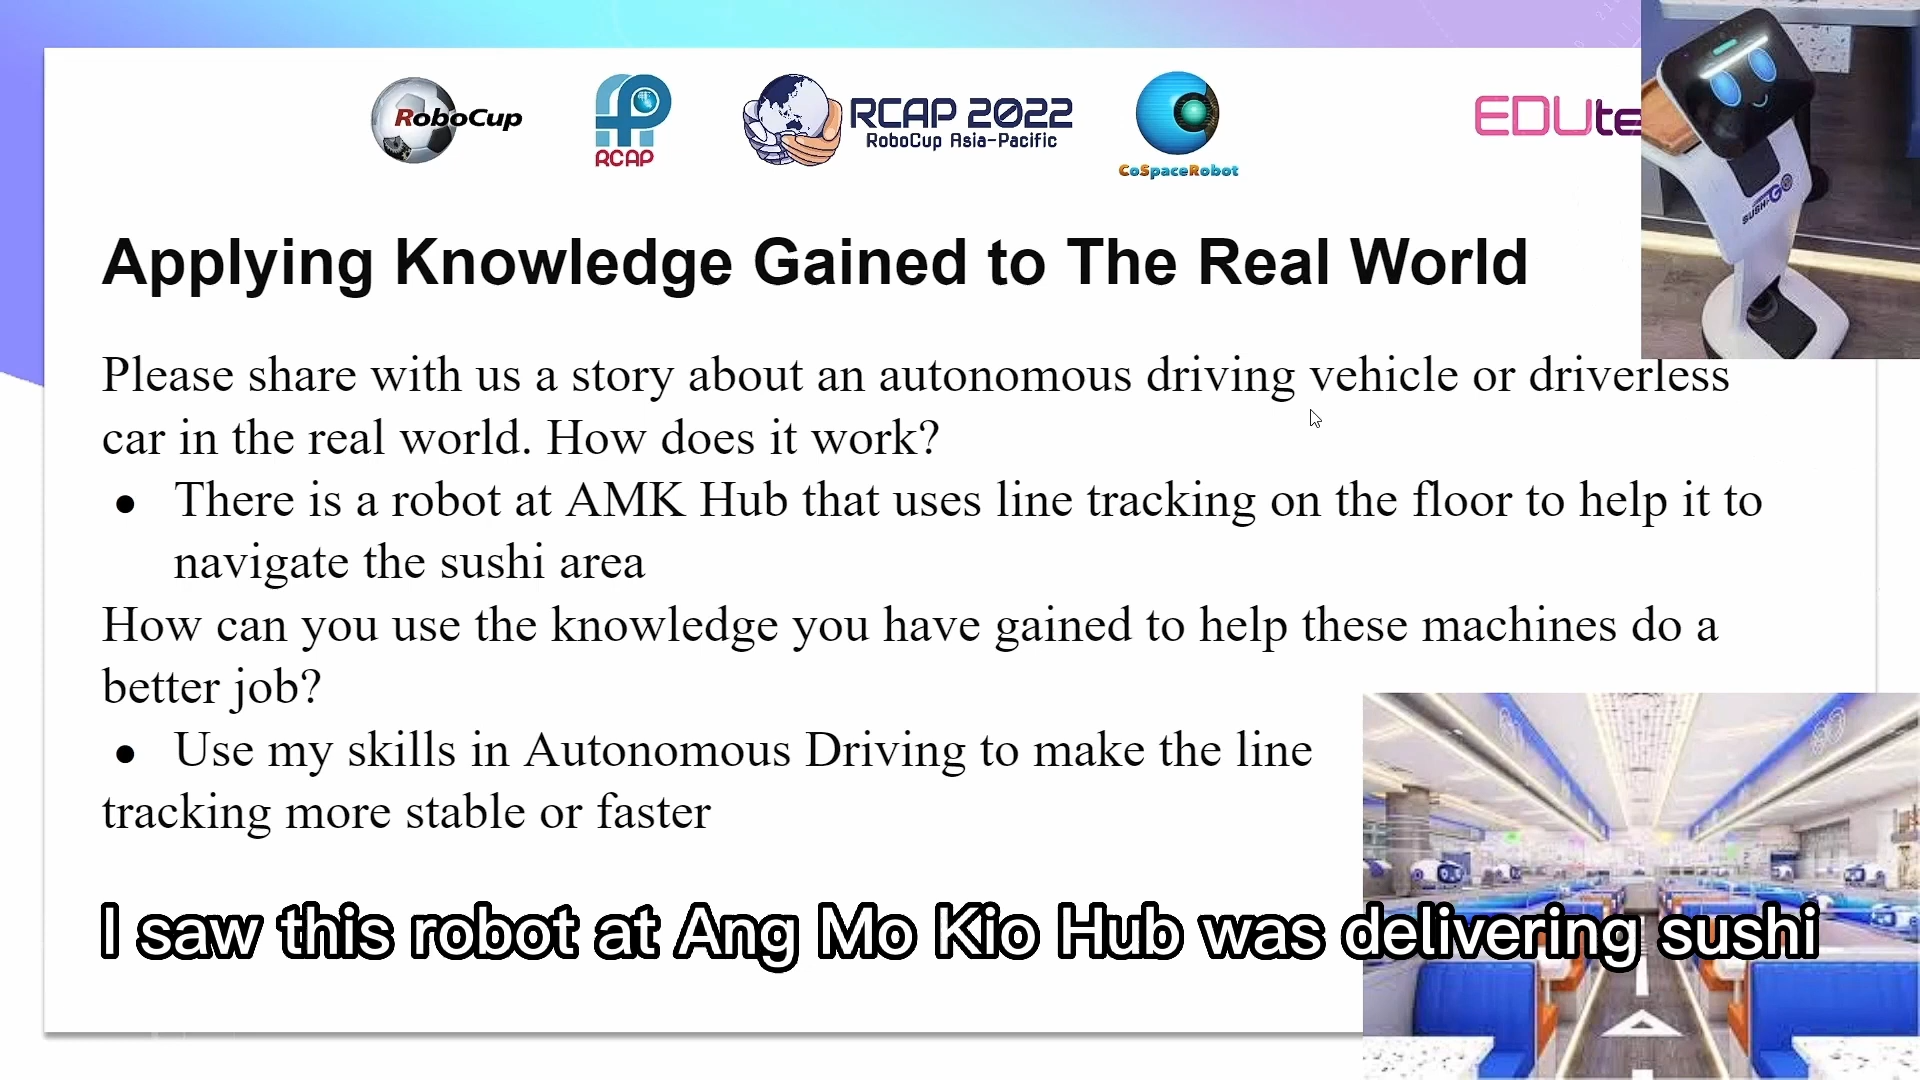 RoboCup
RCAP
RCAP 2022
RoboCup Asia-Pacific
CoSpaceRobot
EDUte
SUSHI-GO
Applying Knowledge Gained to The Real World
Please share with us a story about an autonomous driving vehicle or driverless
car in the real world. How does it work?
● There is a robot at AMK Hub that uses line tracking on the floor to help it to
navigate the sushi area
How can you use the knowledge you have gained to help these machines do a
better job?
● Use my skills in Autonomous Driving to make the line
tracking more stable or faster
I saw this robot at Ang Mo Kio Hub was delivering sushi